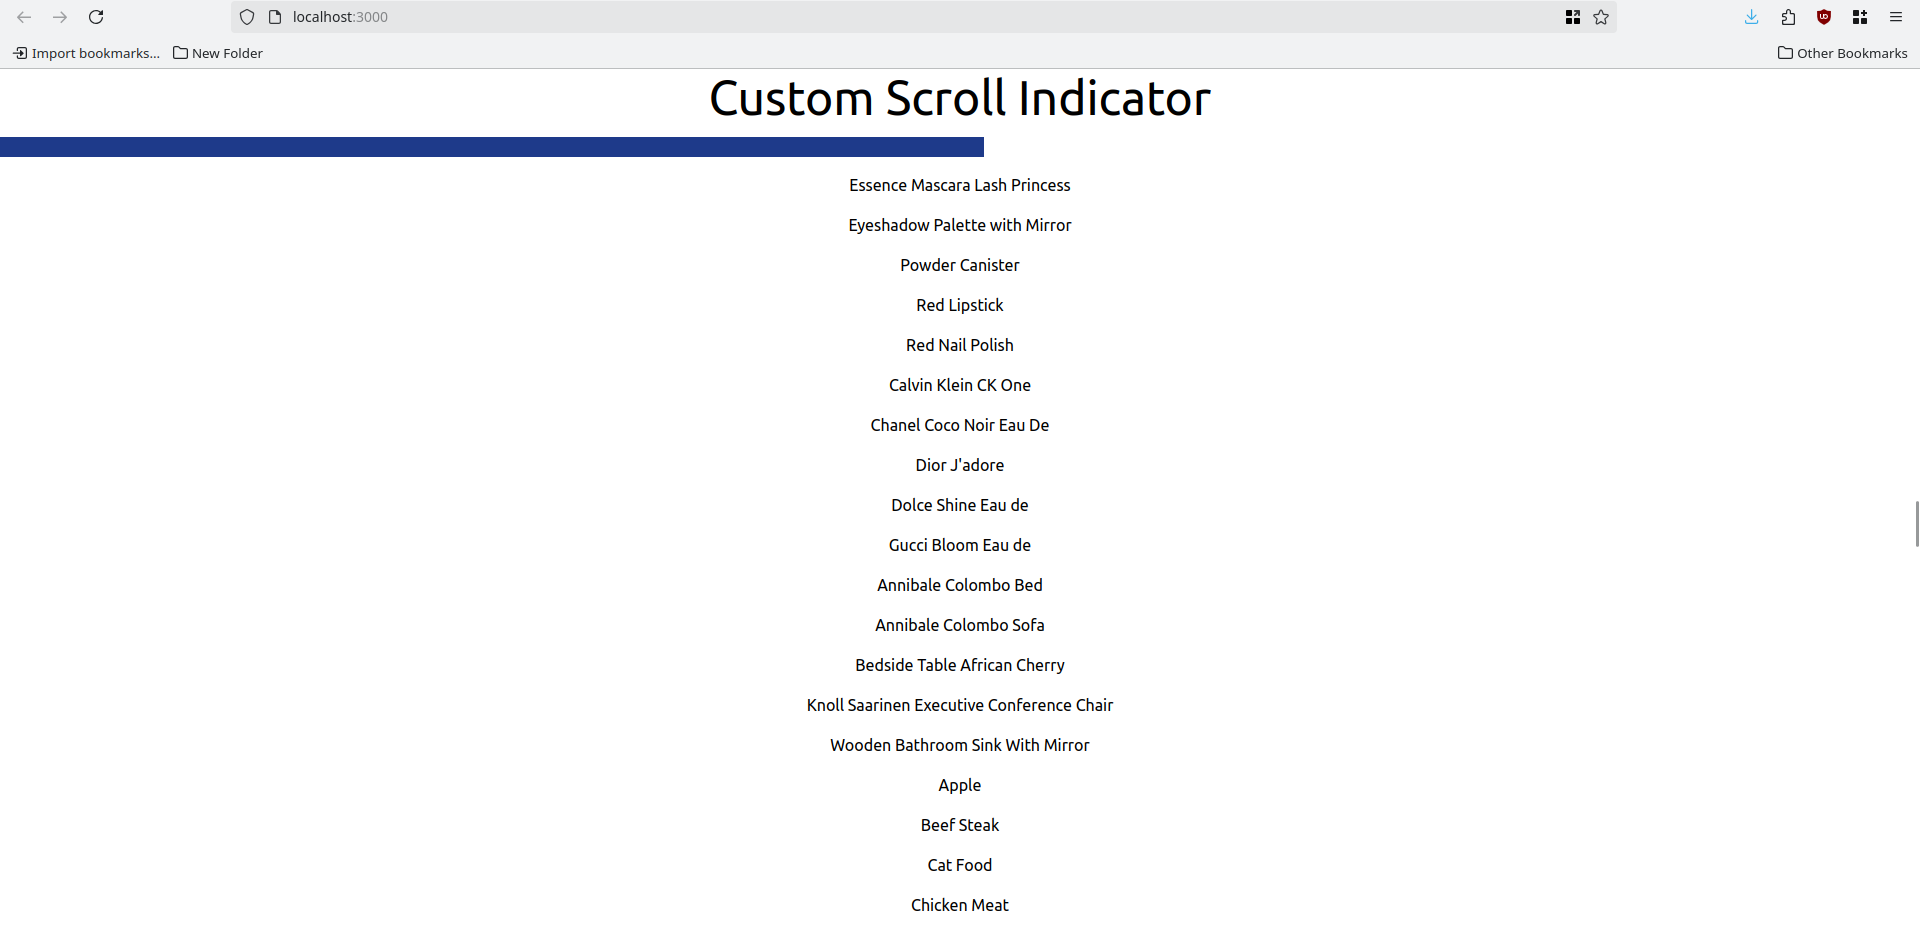 localhost:3000
Import bookmarks...
New Folder
Other Bookmarks
Custom Scroll Indicator
Essence Mascara Lash Princess
Eyeshadow Palette with Mirror
Powder Canister
Red Lipstick
Red Nail Polish
Calvin Klein CK One
Chanel Coco Noir Eau De
Dior J'adore
Dolce Shine Eau de
Gucci Bloom Eau de
Annibale Colombo Bed
Annibale Colombo Sofa
Bedside Table African Cherry
Knoll Saarinen Executive Conference Chair
Wooden Bathroom Sink With Mirror
Apple
Beef Steak
Cat Food
Chicken Meat